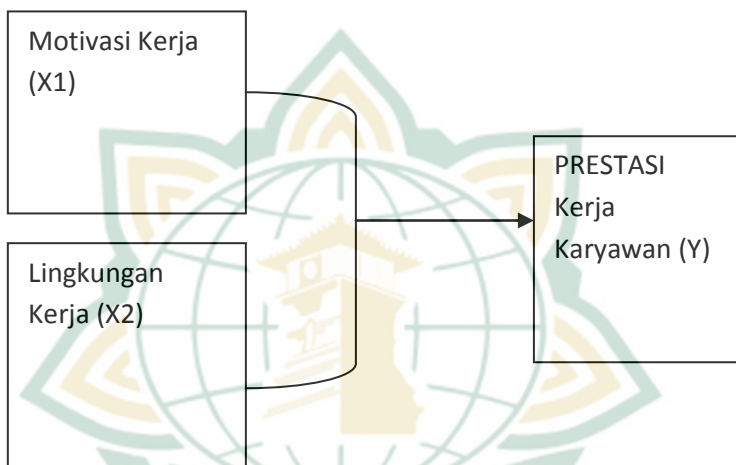 Motivasi Kerja
(X1)
PRESTASI
Kerja
Karyawan (Y)
Lingkungan
Kerja (X2)